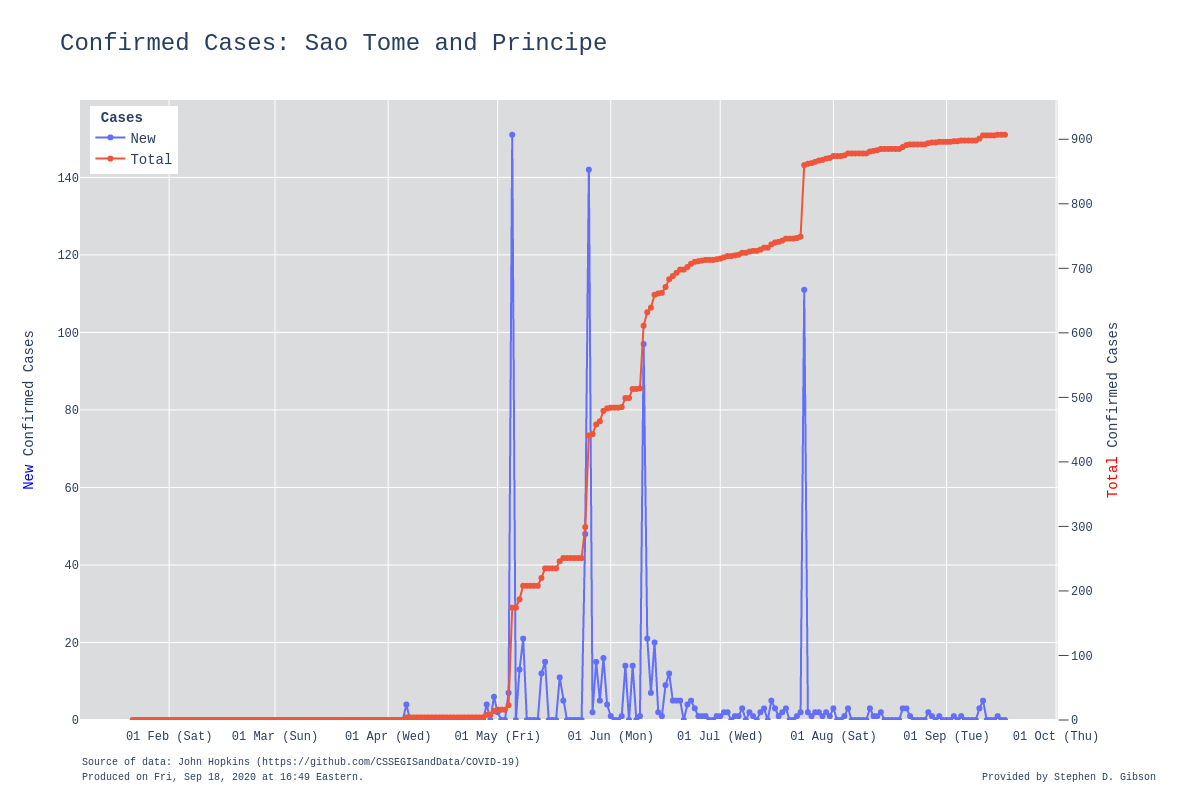 Confirmed Cases: Sao Tome and Principe
Cases
New
Total
140
120
100
80
60
40
20
0
900
800
700
600
500
400
300
200
100
0
New Confirmed Cases
Total Confirmed Cases
01 Feb (Sat) 01 Mar (Sun) 01 Apr (Wed) 01 May (Fri) 01 Jun (Mon) 01 Jul (Wed) 01 Aug (Sat) 01 Sep (Tue) 01 Oct (Thu)
Source of data: John Hopkins (https://github.com/CSSEGISandData/COVID-19)
Produced on Fri, Sep 18, 2020 at 16:49 Eastern.
Provided by Stephen D. Gibson